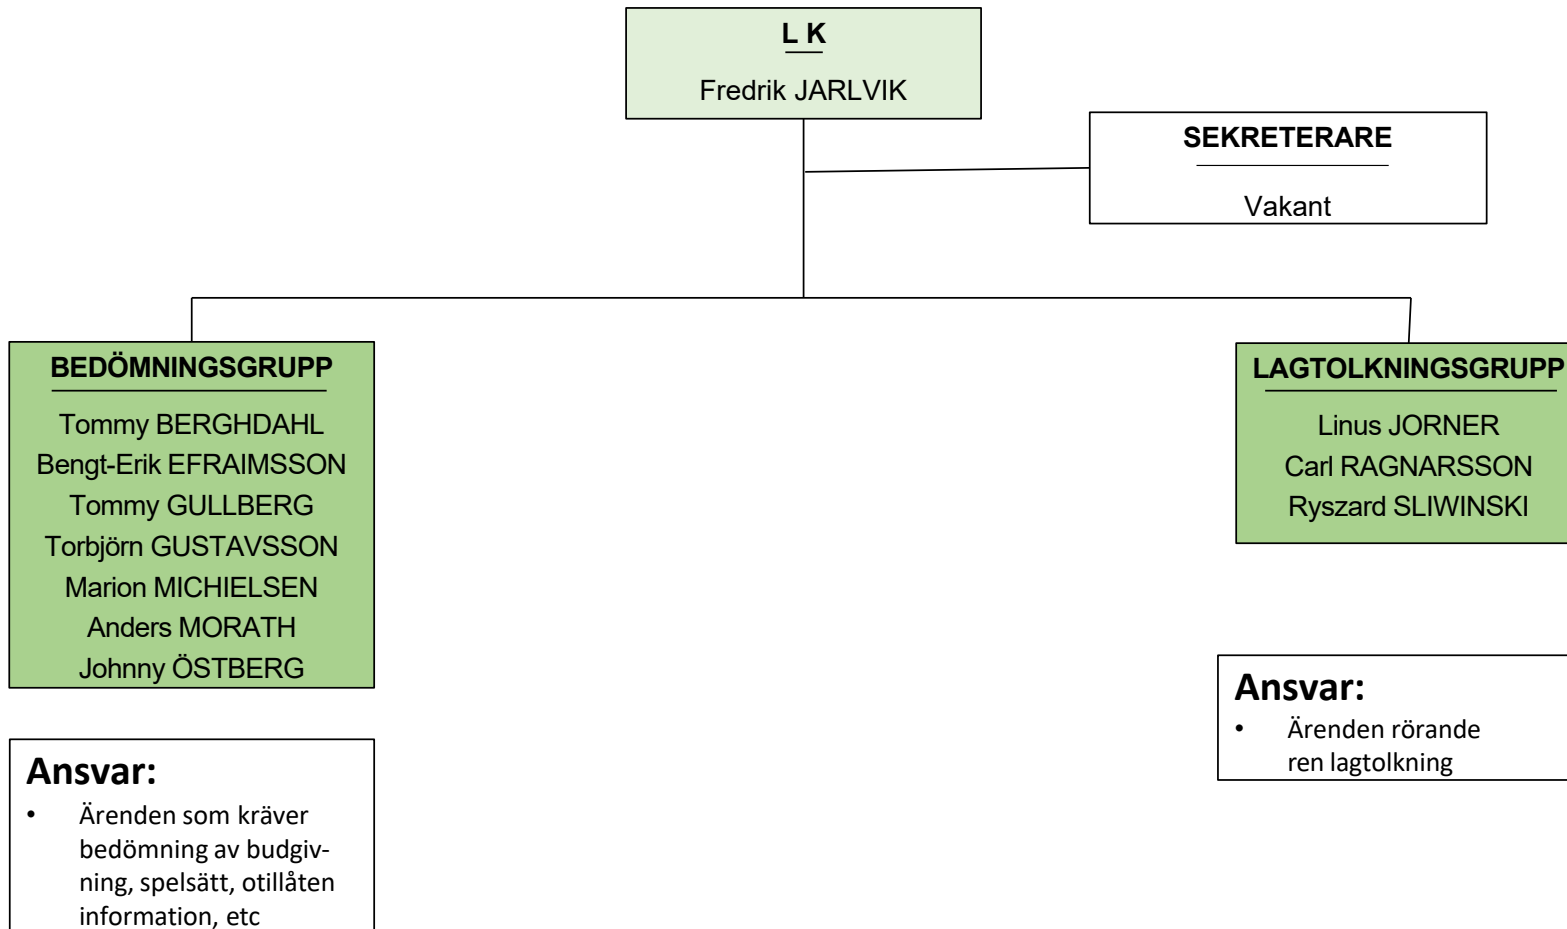 L K
Fredrik JARLVIK
SEKRETERARE
Vakant
BEDÖMNINGSGRUPP
Tommy BERGHDAHL
Bengt-Erik EFRAIMSSON
Tommy GULLBERG
Torbjörn GUSTAVSSON
Marion MICHIELSEN
Anders MORATH
Johnny ÖSTBERG
LAGTOLKNINGSGRUPP
Linus JORNER
Carl RAGNARSSON
Ryszard SLIWINSKI
Ansvar:
• Ärenden som kräver
bedömning av budgiv-
ning, spelsätt, otillåten
information, etc
Ansvar:
• Ärenden rörande
ren lagtolkning